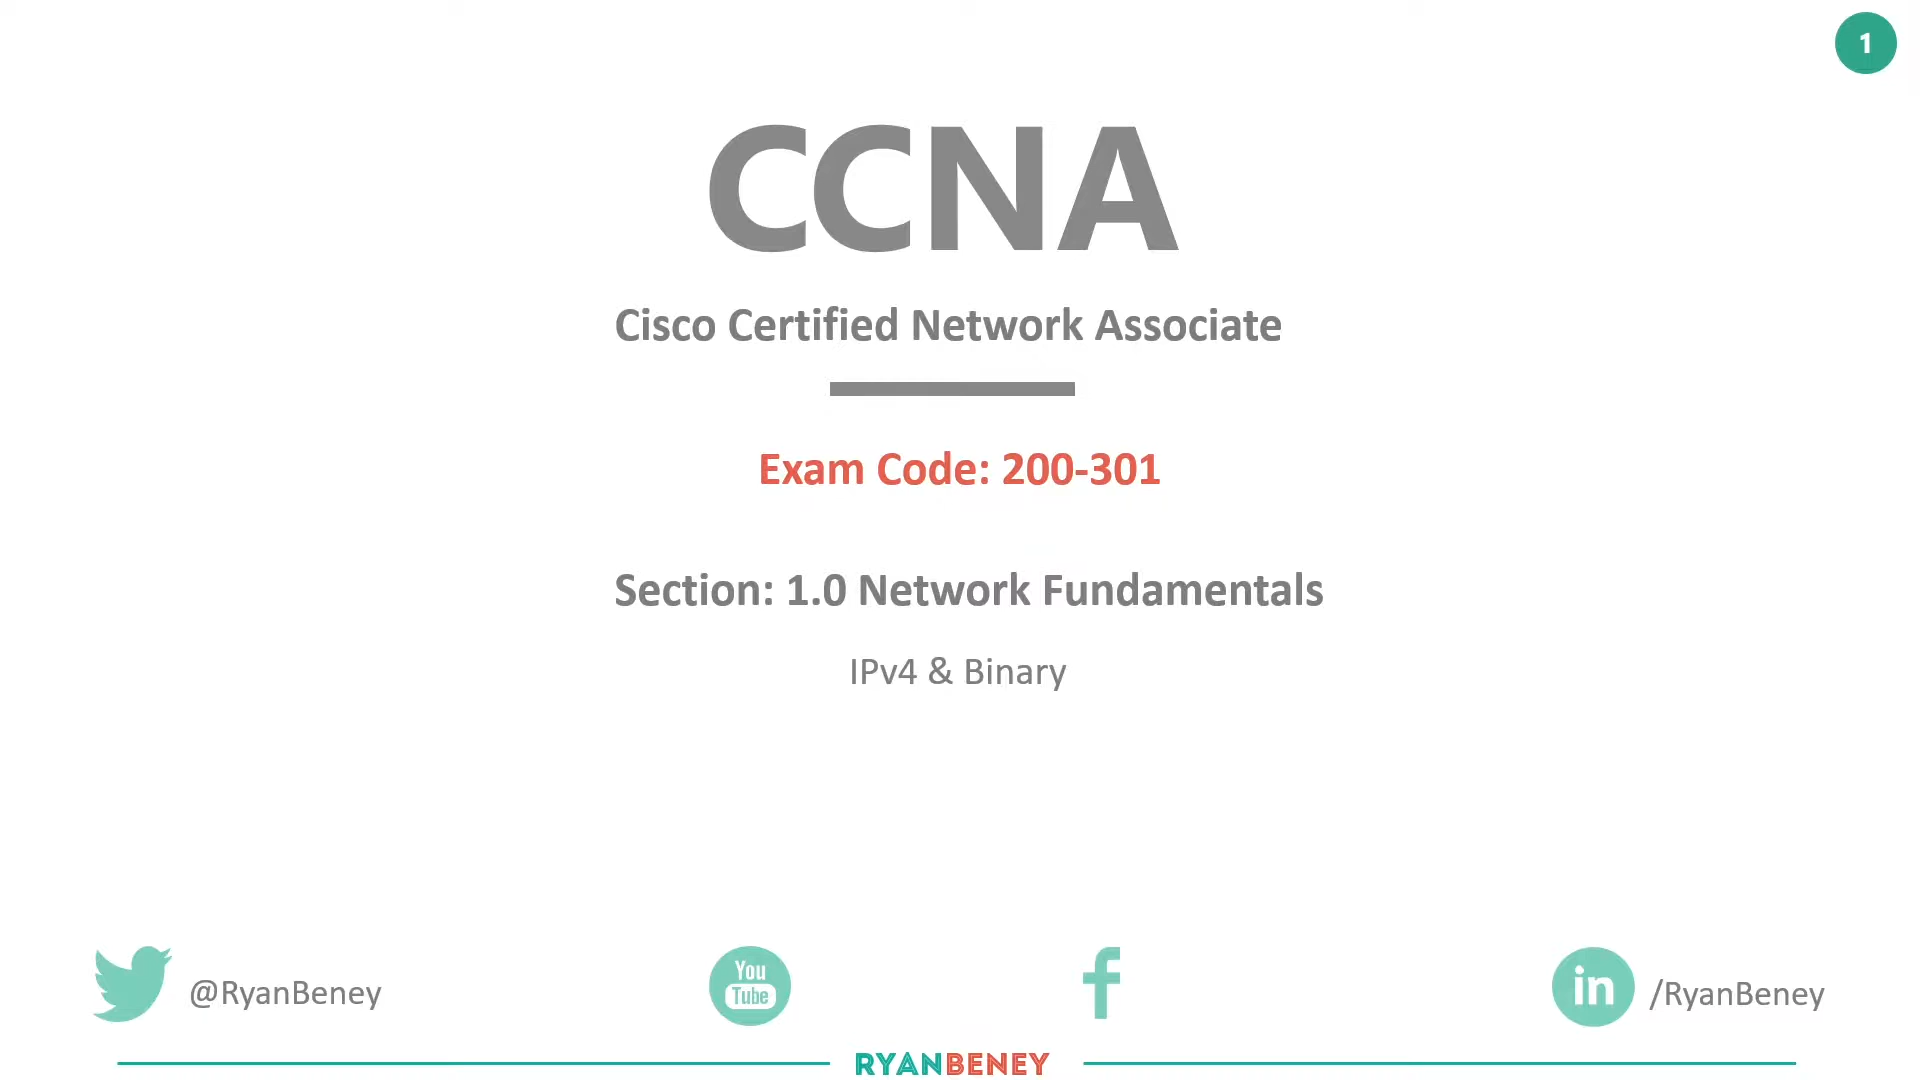 1
CCNA
Cisco Certified Network Associate
Exam Code: 200-301
Section: 1.0 Network Fundamentals
IPv4 & Binary
@RyanBeney
You
Tube
f
in
/RyanBeney
RYANBENEY